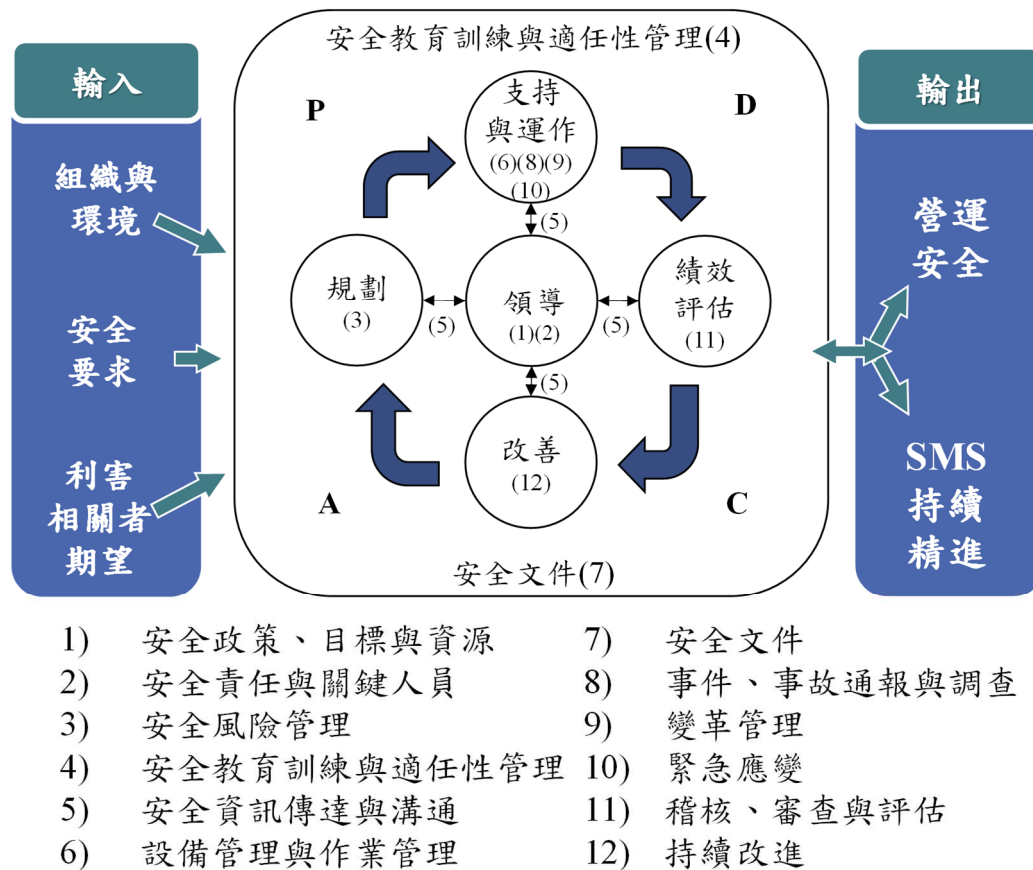 安全教育訓練與適任性管理(4)
輸入
組織與
環境
安全
要求
利害
相關者
期望
P
支持
與運作
(6)(8)(9)
(10)
D
(5)
規劃
(3)
(5)
領導
(1)(2)
(5)
績效
評估
(11)
(5)
改善
(12)
A
C
安全文件(7)
輸出
營運
安全
SMS
持續
精進
1) 安全政策、目標與資源
2) 安全責任與關鍵人員
3) 安全風險管理
4) 安全教育訓練與適任性管理
5) 安全資訊傳達與溝通
6) 設備管理與作業管理
7) 安全文件
8) 事件、事故通報與調查
9) 變革管理
10) 緊急應變
11) 稽核、審查與評估
12) 持續改進